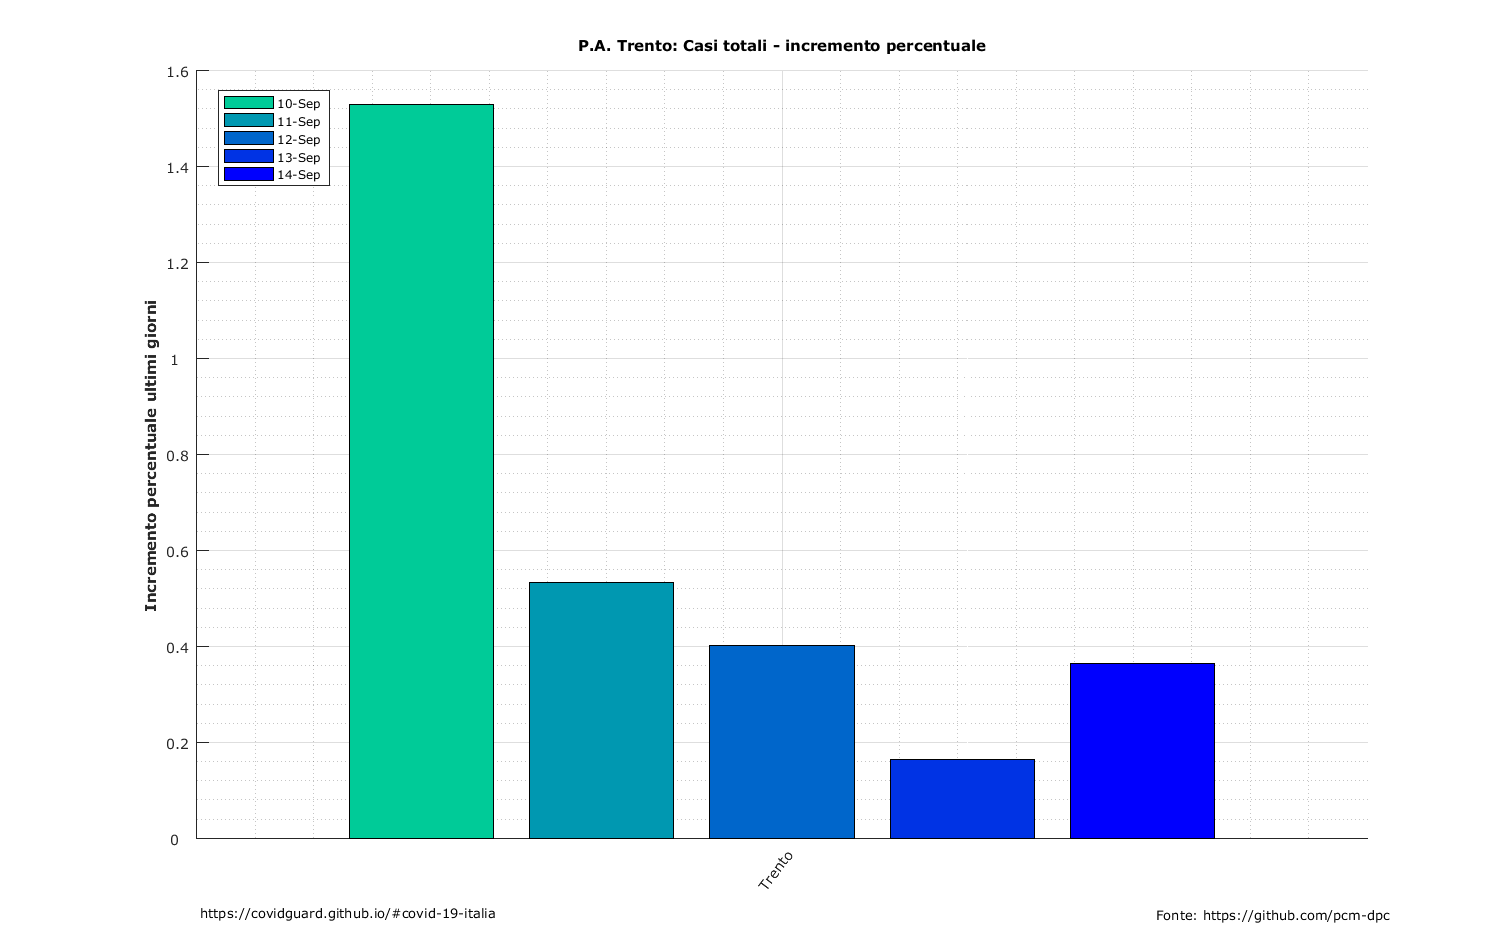 P.A. Trento: Casi totali - incremento percentuale
1.6
1.4
1.2
1
0.8
0.6
0.4
0.2
0
Incremento percentuale ultimi giorni
10-Sep
11-Sep
12-Sep
13-Sep
14-Sep
Trento
https://covidguard.github.io/#covid-19-italia
Fonte: https://github.com/pcm-dpc